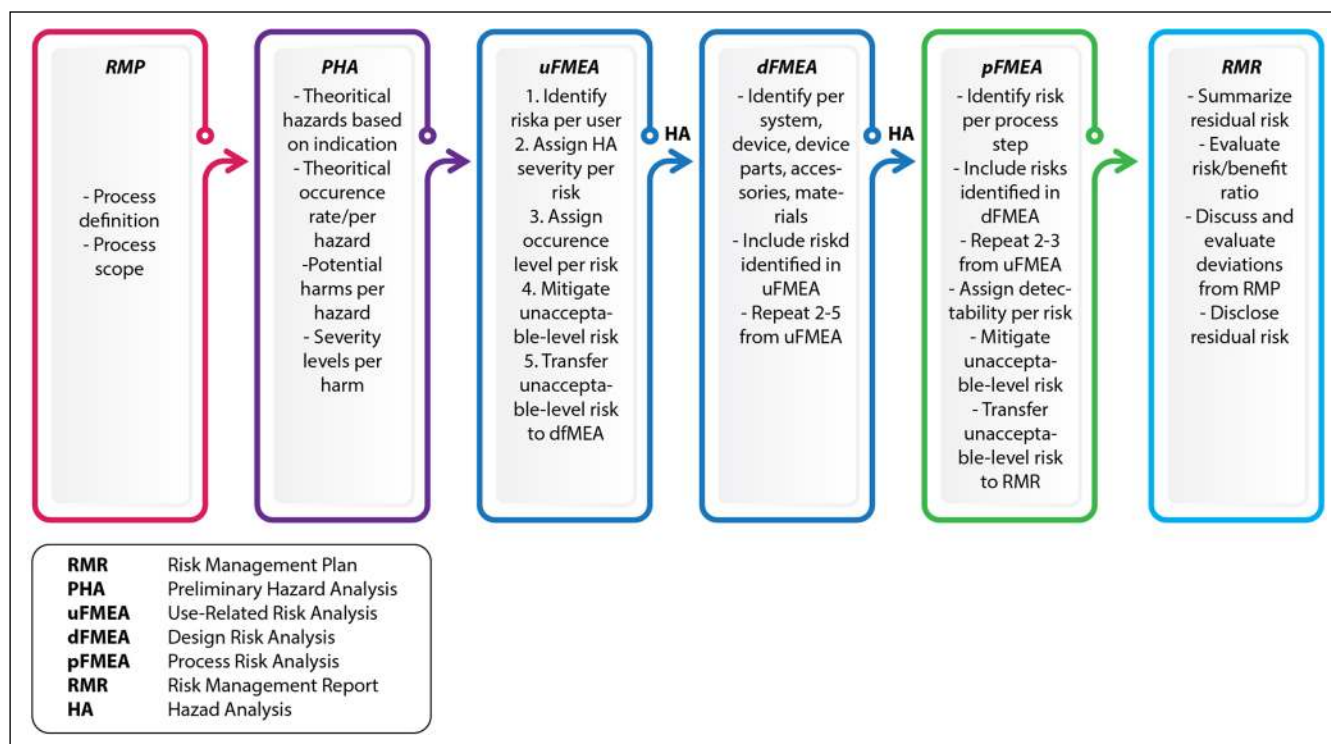 RMP
- Process
definition
- Process
scope
PHA
- Theoritical
hazards based
on indication
- Theoritical
occurence
rate/per
hazard
-Potential
harms per
hazard
- Severity
levels per
harm
uFMEA
1. Identify
riska per user
2. Assign HA
severity per
risk
3. Assign
occurence
level per risk
4. Mitigate
unaccepta-
ble-level risk
5. Transfer
unaccepta-
ble-level risk
to dfMEA
HA
dFMEA
- Identify per
system,
device, device
parts, acces-
sories, mate-
rials
- Include riskd
identified in
uFMEA
- Repeat 2-5
from uFMEA
HA
pFMEA
- Identify risk
per process
step
- Include risks
identified in
dFMEA
- Repeat 2-3
from uFMEA
- Assign detec-
tability per risk
- Mitigate
unaccepta-
ble-level risk
- Transfer
unaccepta-
ble-level risk
to RMR
RMR
- Summarize
residual risk
- Evaluate
risk/benefit
ratio
- Discuss and
evaluate
deviations
from RMP
- Disclose
residual risk
RMR Risk Management Plan
PHA Preliminary Hazard Analysis
uFMEA Use-Related Risk Analysis
dFMEA Design Risk Analysis
pFMEA Process Risk Analysis
RMR Risk Management Report
HA Hazad Analysis